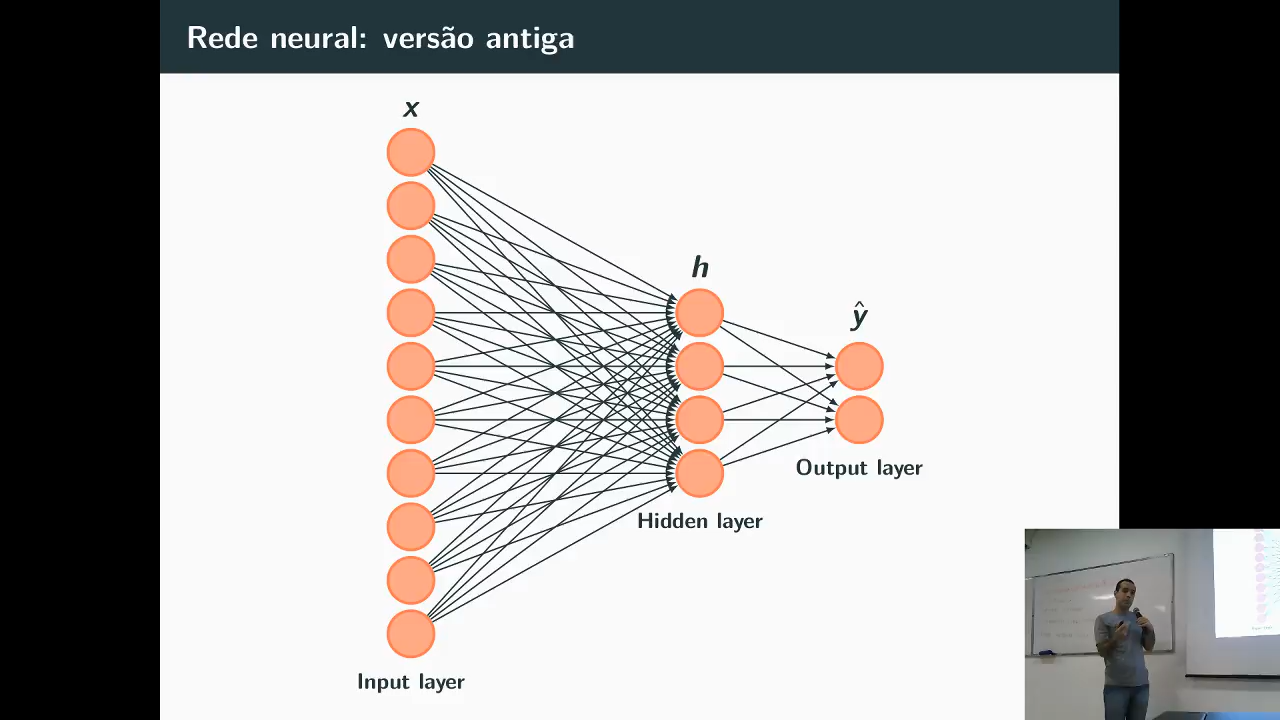 Rede neural: versão antiga
x
h
ŷ
Output layer
Hidden layer
Input layer